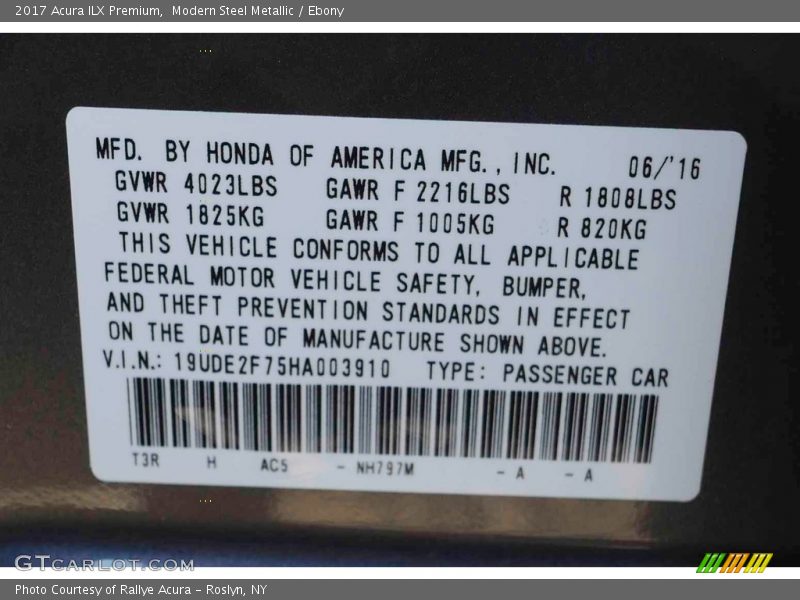 2017 Acura ILX Premium,  Modern Steel Metallic / Ebony
MFD. BY HONDA OF AMERICA MFG., INC. 06/'16
GVWR 4023LBS GAWR F 2216LBS R 1808LBS
GVWR 1825KG GAWR F 1005KG R 820KG
THIS VEHICLE CONFORMS TO ALL APPLICABLE
FEDERAL MOTOR VEHICLE SAFETY, BUMPER,
AND THEFT PREVENTION STANDARDS IN EFFECT
ON THE DATE OF MANUFACTURE SHOWN ABOVE.
V.I.N.: 19UDE2F75HA003910 TYPE: PASSENGER CAR
T3R H AC5 - NH797M - A - A
GTCARLOT.COM
Photo Courtesy of Rallye Acura – Roslyn, NY